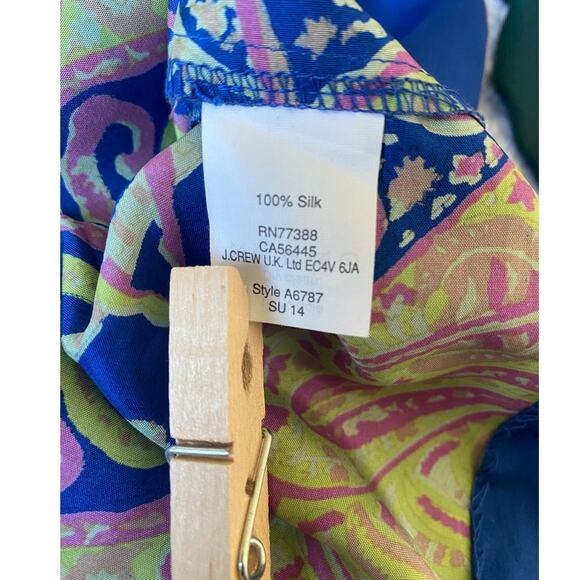 100% Silk
RN77388
CA56445
J.CREW U.K. Ltd EC4V 6JA
Style A6787
SU 14